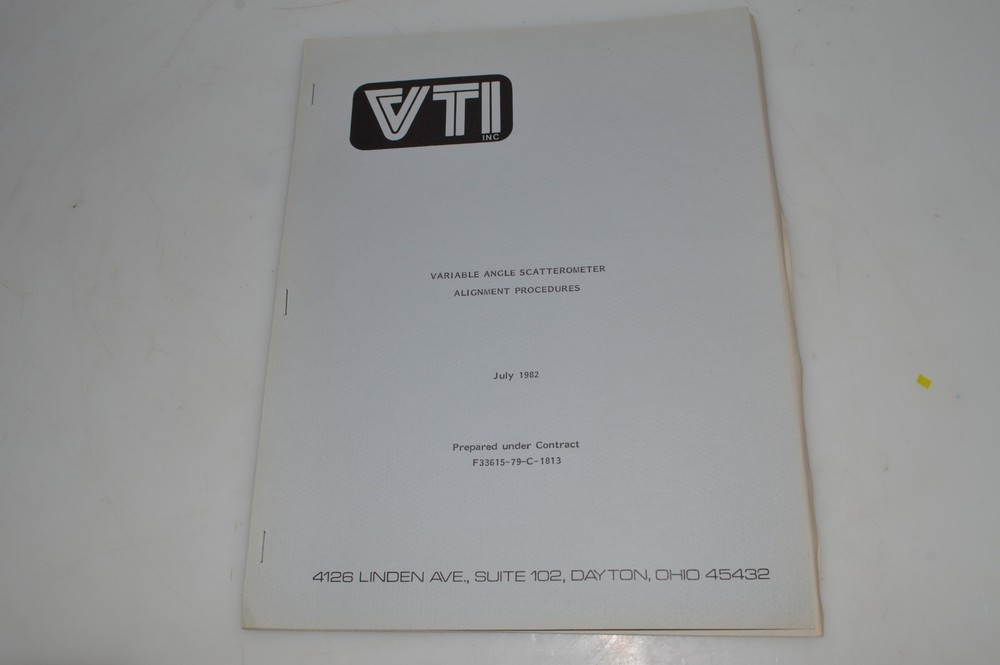 VTI
INC
VARIABLE ANGLE SCATTEROMETER
ALIGNMENT PROCEDURES
July 1982
Prepared under Contract
F33615-79-C-1813
4126 LINDEN AVE., SUITE 102, DAYTON, OHIO 45432